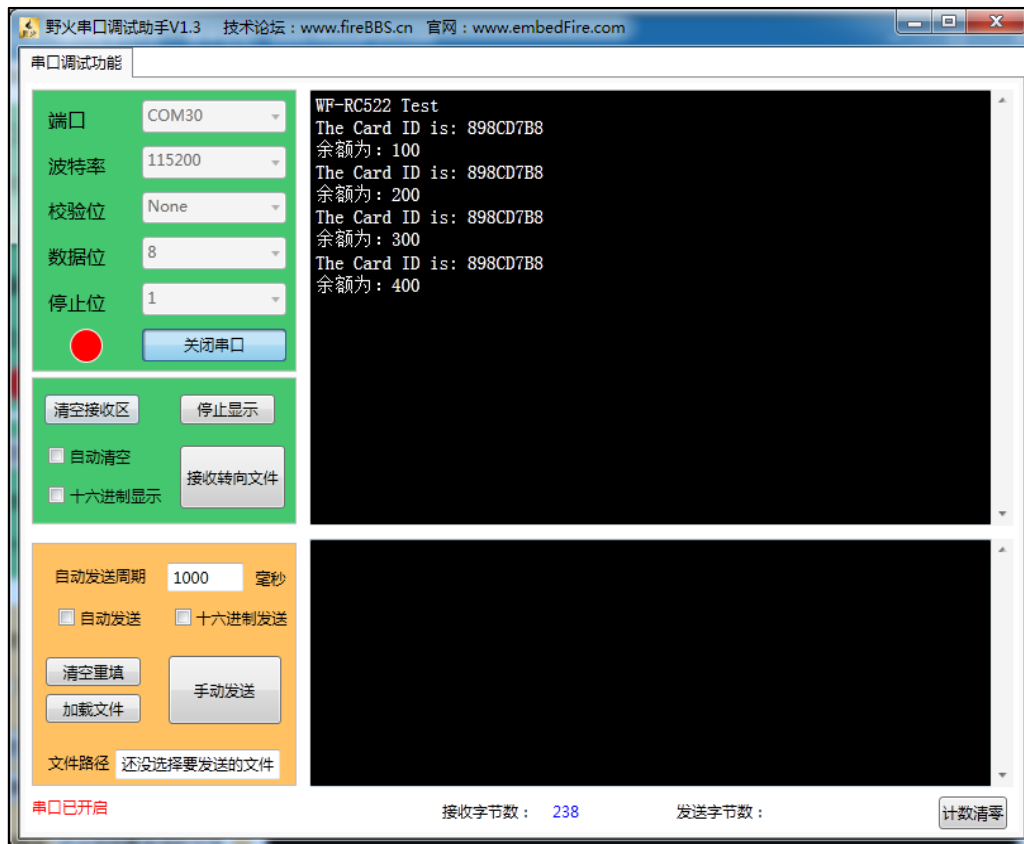 野火串口调试助手V1.3 技术论坛：www.fireBBS.cn 官网：www.embedFire.com
串口调试功能
端口 COM30
波特率 115200
校验位 None
数据位 8
停止位 1
关闭串口
清空接收区 停止显示
自动清空
接收转向文件
十六进制显示
WF-RC522 Test
The Card ID is: 898CD7B8
余额为：100
The Card ID is: 898CD7B8
余额为：200
The Card ID is: 898CD7B8
余额为：300
The Card ID is: 898CD7B8
余额为：400
自动发送周期 1000 毫秒
自动发送 十六进制发送
清空重填
手动发送
加载文件
文件路径 还没选择要发送的文件
串口已开启 接收字节数： 238 发送字节数： 计数清零